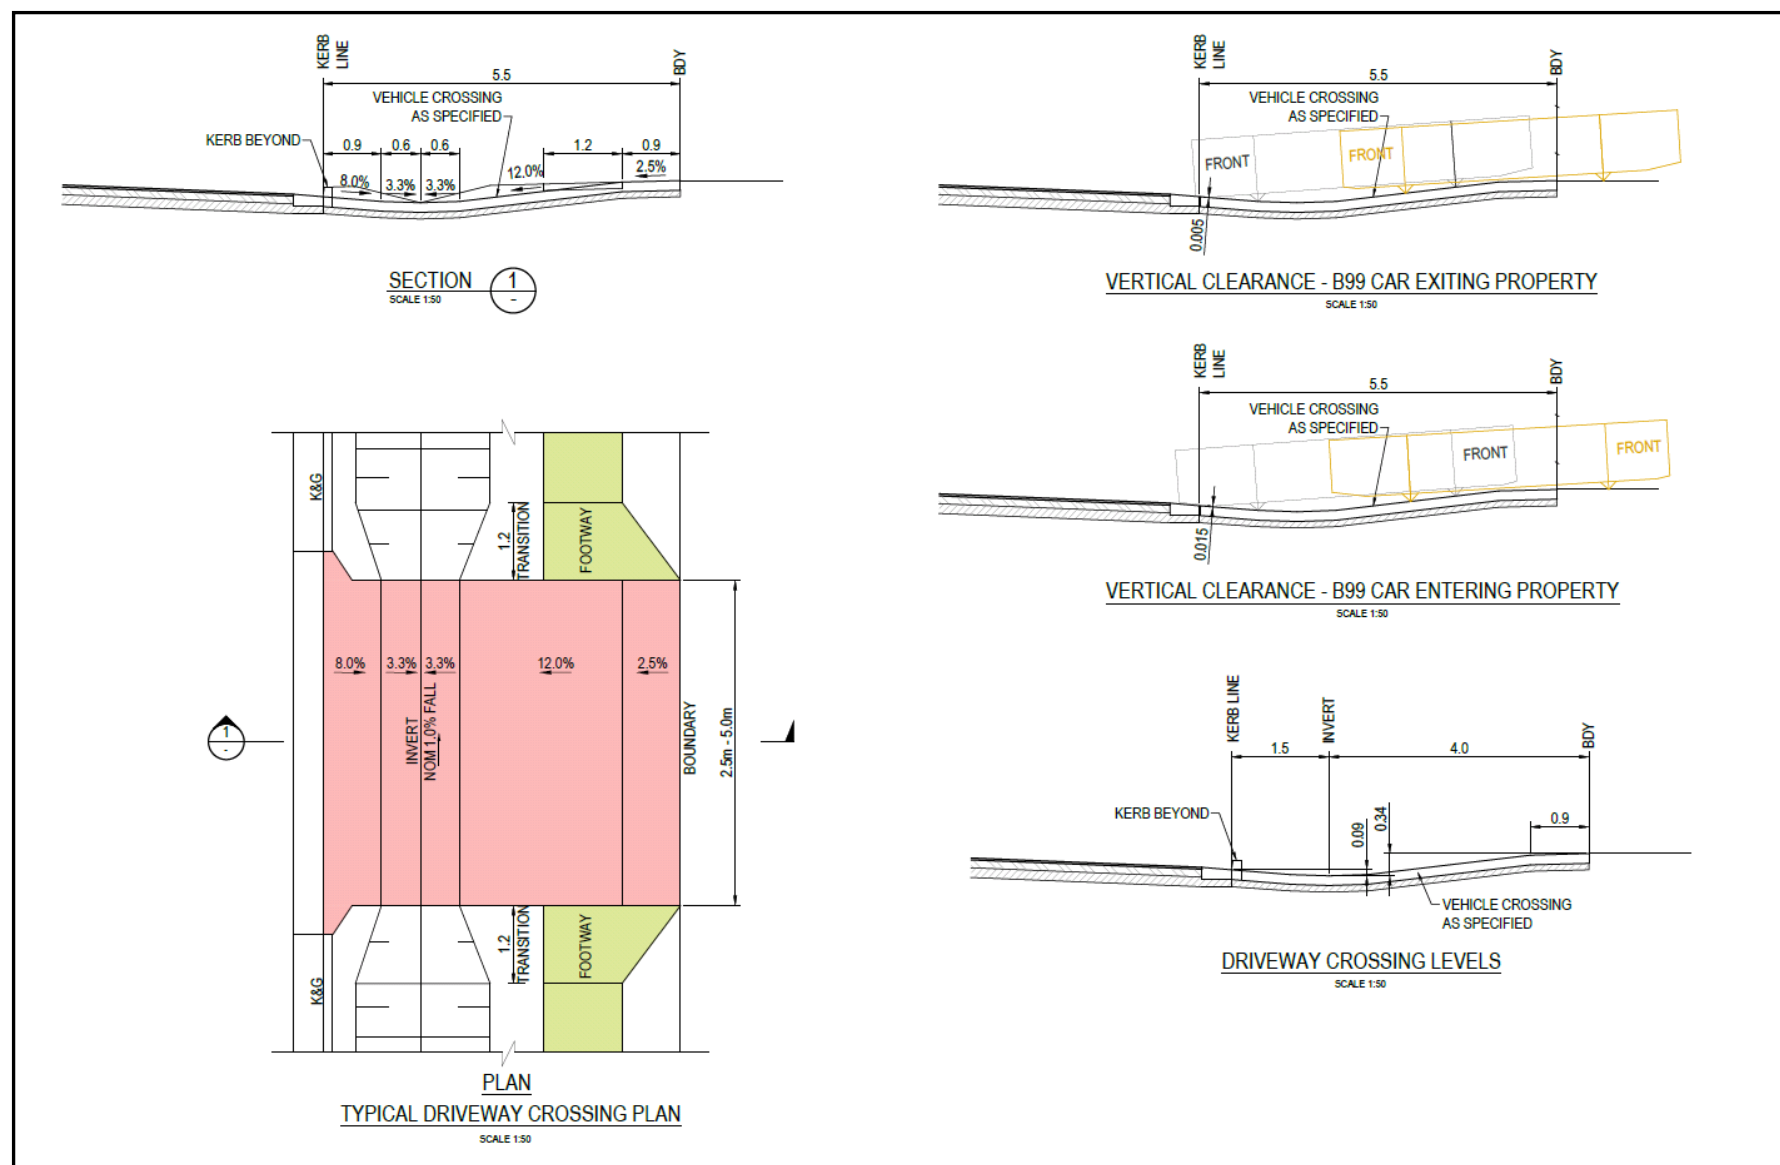 KERB
LINE
5.5
BDY
VEHICLE CROSSING
AS SPECIFIED
KERB BEYOND
0.9
0.6
0.6
1.2
0.9
8.0%
3.3%
3.3%
12.0%
2.5%
SECTION
SCALE 1:50
1
-
K&G
1.2
TRANSITION
FOOTWAY
8.0%
3.3%
3.3%
12.0%
2.5%
INVERT
NOM 1.0% FALL
BOUNDARY
2.5m - 5.0m
1
-
K&G
1.2
TRANSITION
FOOTWAY
PLAN
TYPICAL DRIVEWAY CROSSING PLAN
SCALE 1:50
KERB
LINE
5.5
BDY
VEHICLE CROSSING
AS SPECIFIED
FRONT
FRONT
0.005
VERTICAL CLEARANCE - B99 CAR EXITING PROPERTY
SCALE 1:50
KERB
LINE
5.5
BDY
VEHICLE CROSSING
AS SPECIFIED
FRONT
FRONT
0.015
VERTICAL CLEARANCE - B99 CAR ENTERING PROPERTY
SCALE 1:50
KERB LINE
INVERT
BDY
1.5
4.0
KERB BEYOND
0.09
0.34
0.9
VEHICLE CROSSING
AS SPECIFIED
DRIVEWAY CROSSING LEVELS
SCALE 1:50